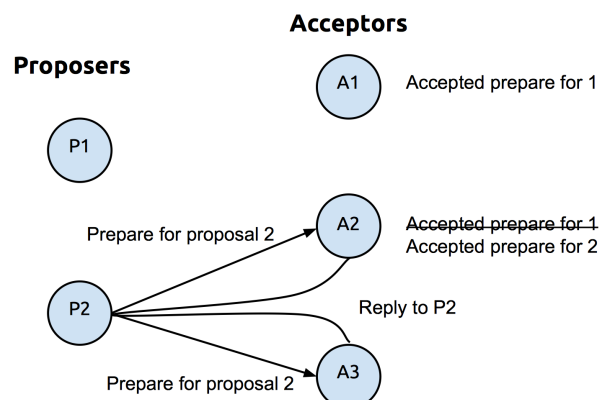 Acceptors
Proposers
A1
Accepted prepare for 1
P1
A2
Accepted prepare for 1
Prepare for proposal 2
Accepted prepare for 2
P2
Reply to P2
A3
Prepare for proposal 2